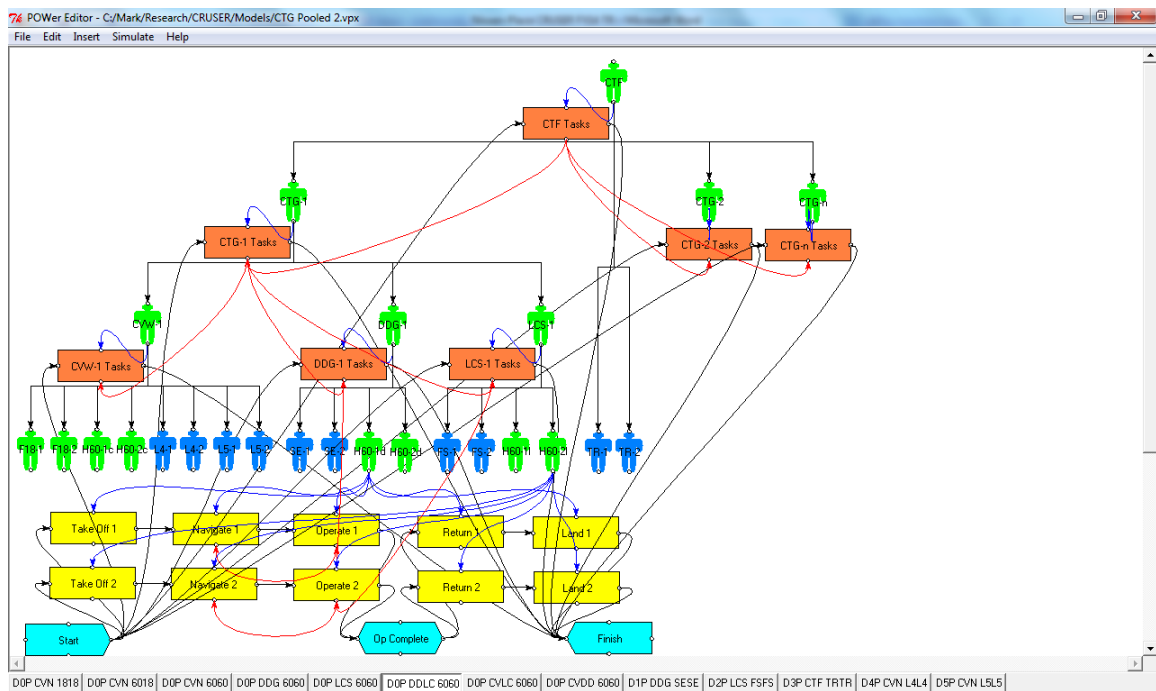 POWer Editor - C:/Mark/Research/CRUSER/Models/CTG Pooled 2.vpx
File Edit Insert Simulate Help
CTF
CTF Tasks
CTG-1
CTG-2
CTG-n
CTG-1 Tasks
CTG-2 Tasks
CTG-n Tasks
CVW-1
DDG-1
LCS-1
CVW-1 Tasks
DDG-1 Tasks
LCS-1 Tasks
F18-1 F18-2 H60-1c H60-2c L4-1 L4-2 L5-1 L5-2 SE-1 SE-2 H60-1d H60-2d FS-1 FS-2 H60-1l H60-2l TR-1 TR-2
Take Off 1 Navigate 1 Operate 1 Return 1 Land 1
Take Off 2 Navigate 2 Operate 2 Return 2 Land 2
Start Op Complete Finish
D0P CVN 1818 D0P CVN 6018 D0P CVN 6060 D0P DDG 6060 D0P LCS 6060 D0P DDLC 6060 D0P CVLC 6060 D0P CVDD 6060 D1P DDG SESE D2P LCS FSFS D3P CTF TRTR D4P CVN L4L4 D5P CVN L5L5